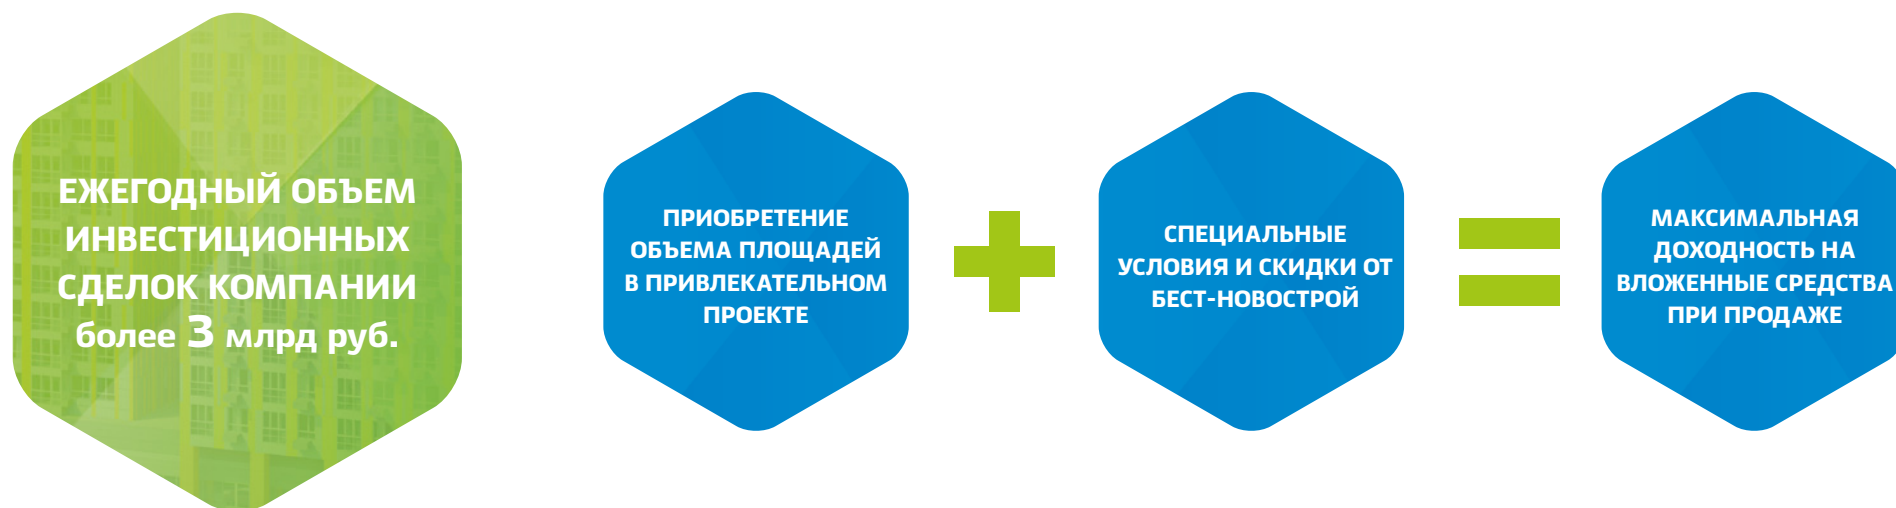 ЕЖЕГОДНЫЙ ОБЪЕМ
ИНВЕСТИЦИОННЫХ
СДЕЛОК КОМПАНИИ
более 3 млрд руб.
ПРИОБРЕТЕНИЕ
ОБЪЕМА ПЛОЩАДЕЙ
В ПРИВЛЕКАТЕЛЬНОМ
ПРОЕКТЕ
СПЕЦИАЛЬНЫЕ
УСЛОВИЯ И СКИДКИ ОТ
БЕСТ-НОВОСТРОЙ
МАКСИМАЛЬНАЯ
ДОХОДНОСТЬ НА
ВЛОЖЕННЫЕ СРЕДСТВА
ПРИ ПРОДАЖЕ